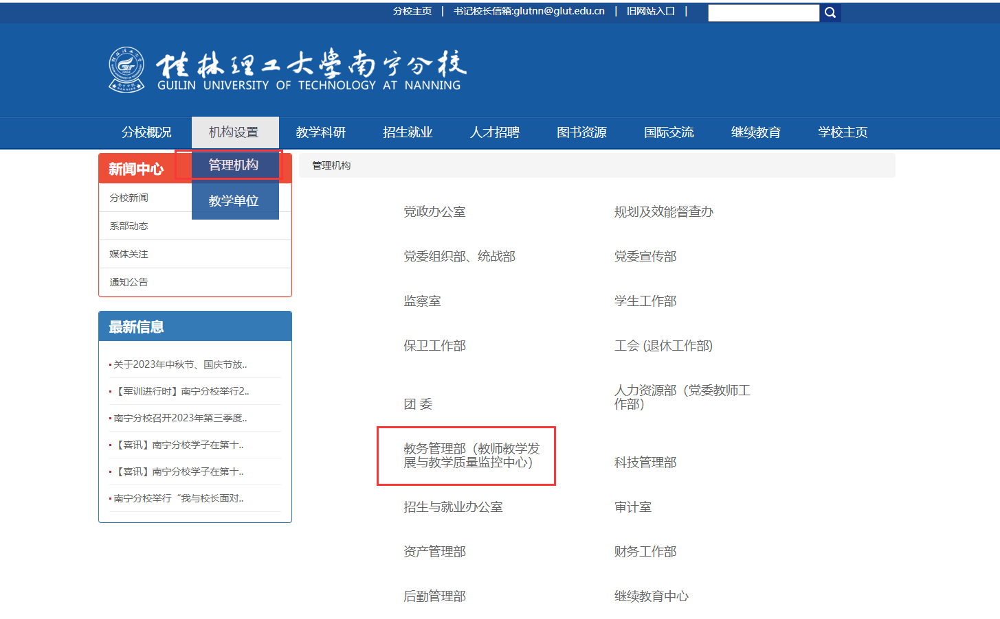 分校主页 | 书记校长信箱:glutnn@glut.edu.cn | 旧网站入口 |
桂林理工大学南宁分校
GUILIN UNIVERSITY OF TECHNOLOGY AT NANNING
分校概况 机构设置 教学科研 招生就业 人才招聘 图书资源 国际交流 继续教育 学校主页
管理机构
教学单位
新闻中心
分校新闻
系部动态
媒体关注
通知公告
最新信息
关于2023年中秋节、国庆节放..
【军训进行时】南宁分校举行2..
南宁分校召开2023年第三季度..
【喜讯】南宁分校学子在第十..
【喜讯】南宁分校学子在第十..
南宁分校举行“我与校长面对..
管理机构
党政办公室 规划及效能督查办
党委组织部、统战部 党委宣传部
监察室 学生工作部
保卫工作部 工会 (退休工作部)
团 委
人力资源部（党委教师工
作部）
教务管理部（教师教学发
展与教学质量监控中心）
科技管理部
招生与就业办公室 审计室
资产管理部 财务工作部
后勤管理部 继续教育中心